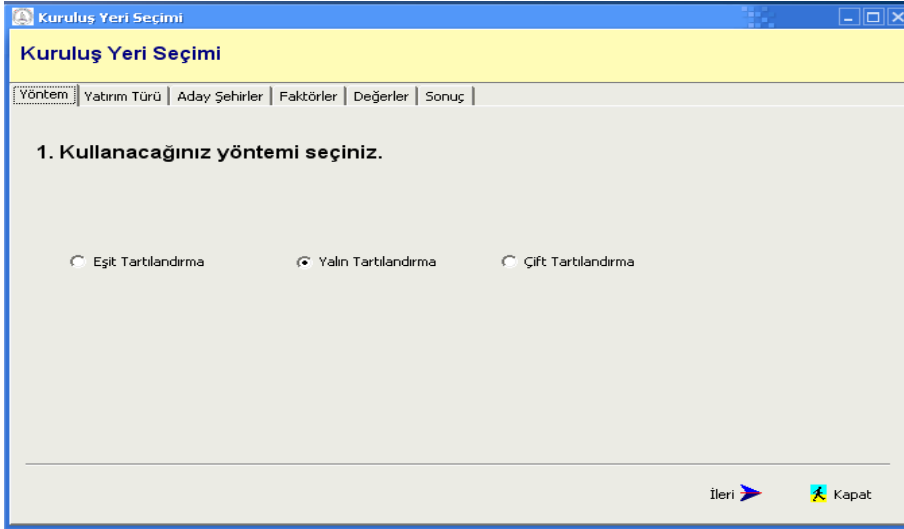 Kuruluş Yeri Seçimi
Kuruluş Yeri Seçimi
Yöntem Yatırım Türü Aday Şehirler Faktörler Değerler Sonuç
1. Kullanacağınız yöntemi seçiniz.
Eşit Tartılandırma Yalın Tartılandırma Çift Tartılandırma
İleri Kapat